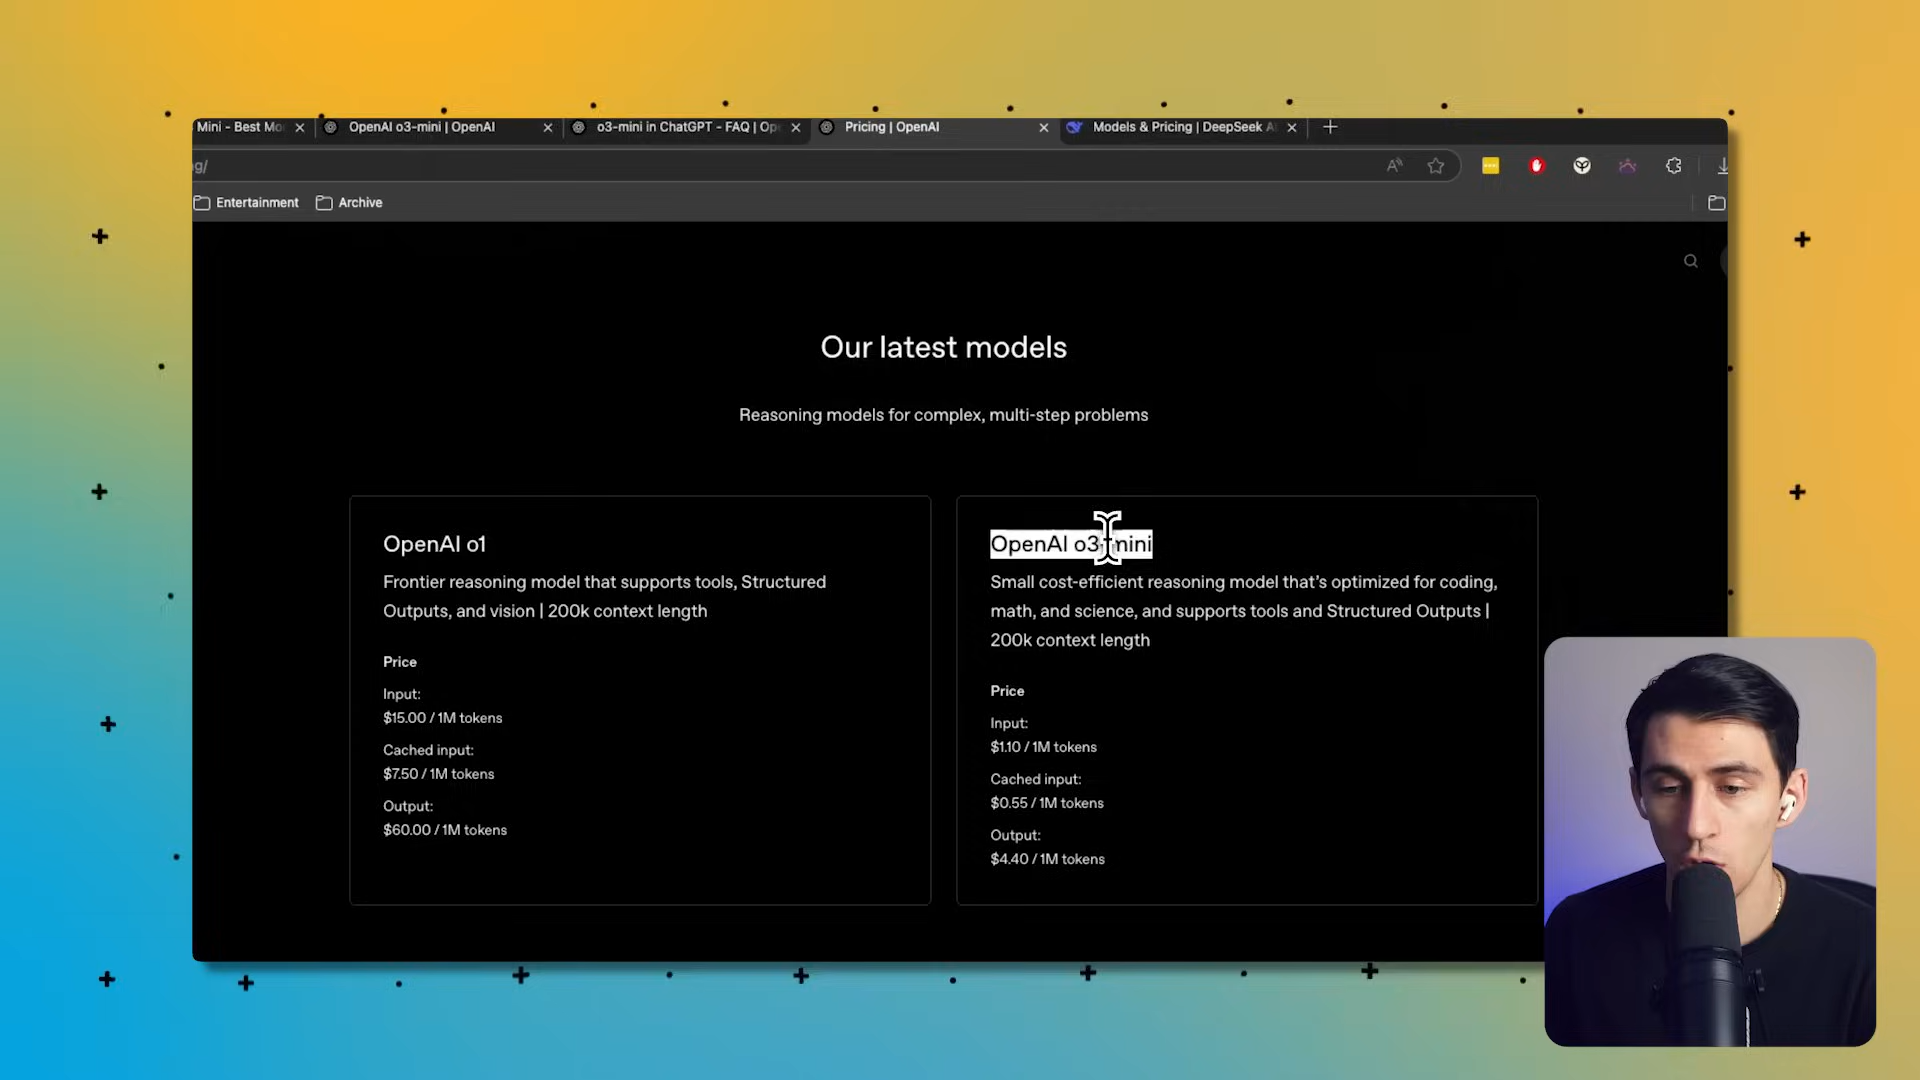 Mini - Best Mo
OpenAI o3-mini | OpenAI
o3-mini in ChatGPT - FAQ | Op
Pricing | OpenAI
Models & Pricing | DeepSeek A
g/
Entertainment
Archive
Our latest models
Reasoning models for complex, multi-step problems
OpenAI o1
Frontier reasoning model that supports tools, Structured
Outputs, and vision | 200k context length
Price
Input:
$15.00 / 1M tokens
Cached input:
$7.50 / 1M tokens
Output:
$60.00 / 1M tokens
OpenAI o3-mini
Small cost-efficient reasoning model that's optimized for coding,
math, and science, and supports tools and Structured Outputs |
200k context length
Price
Input:
$1.10 / 1M tokens
Cached input:
$0.55 / 1M tokens
Output:
$4.40 / 1M tokens